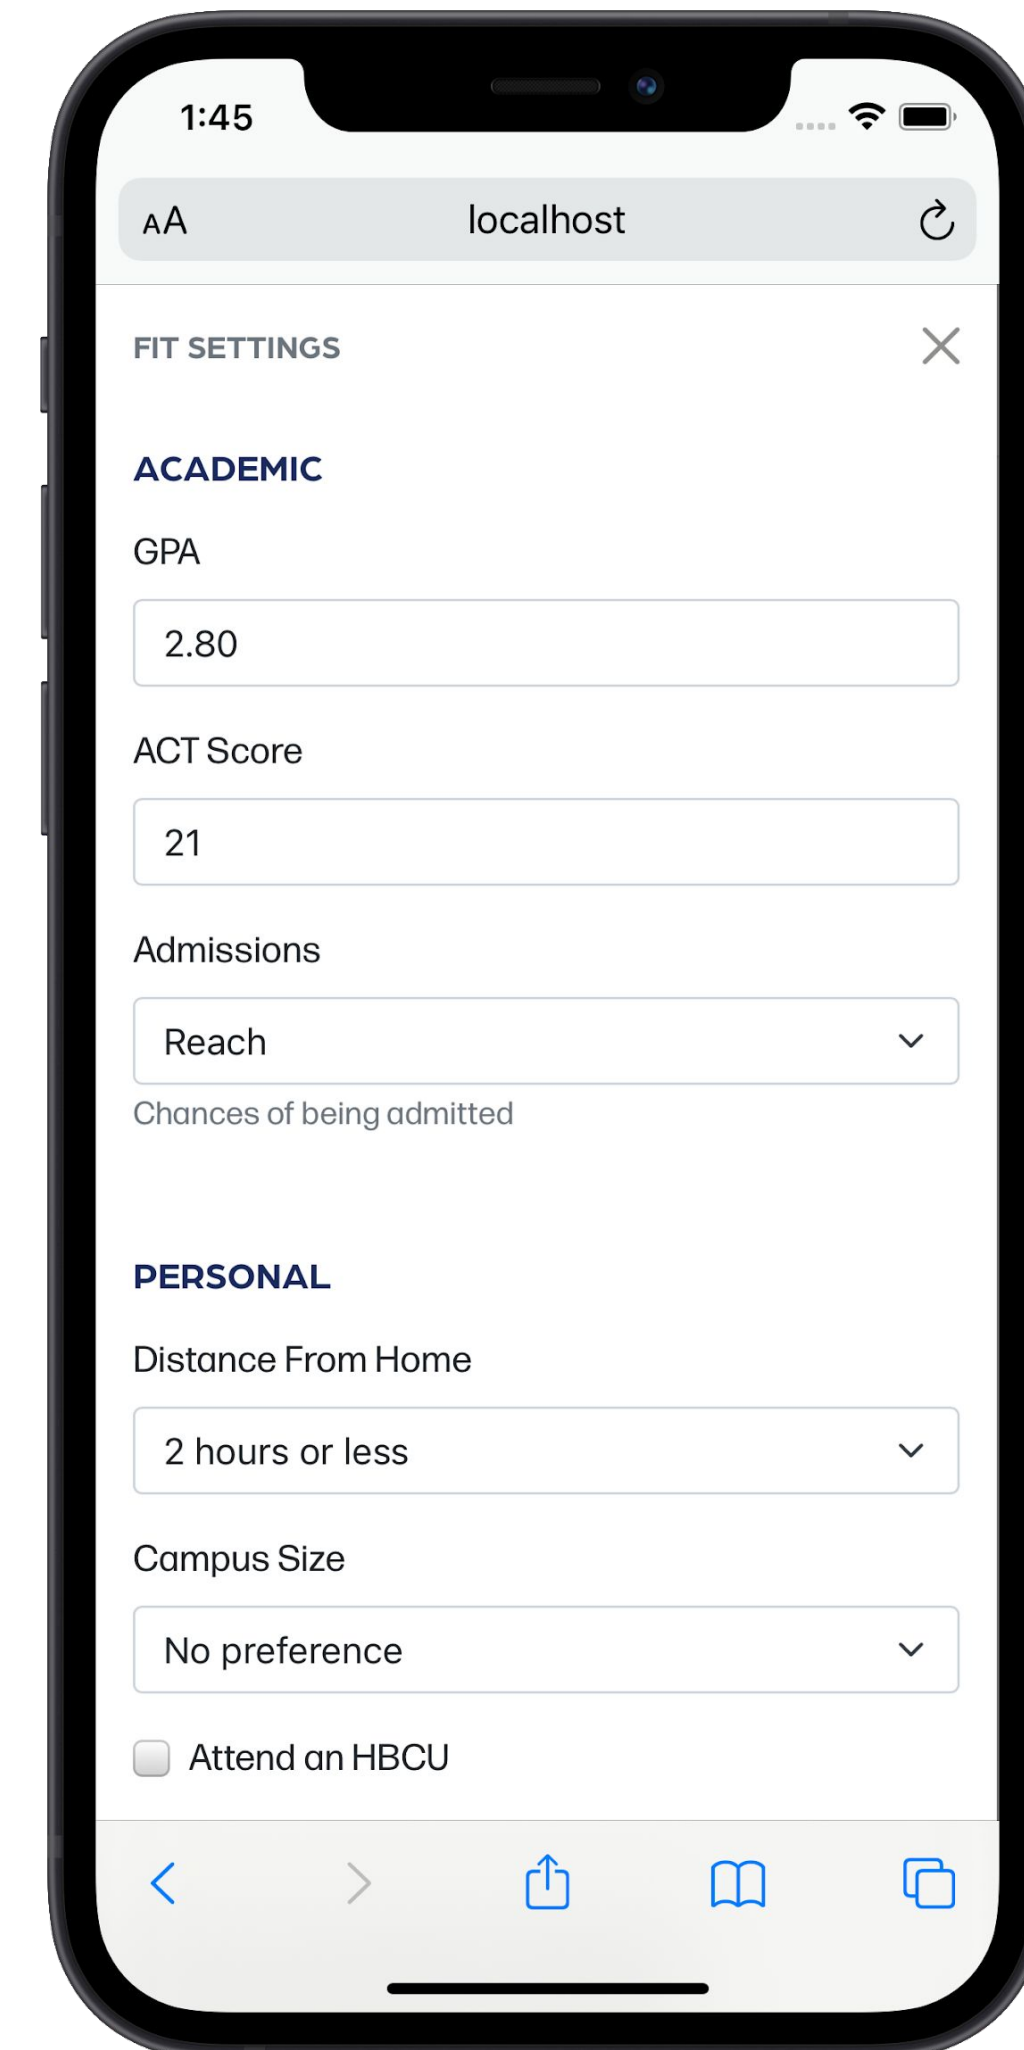 1:45
AA
localhost
FIT SETTINGS
ACADEMIC
GPA
2.80
ACT Score
21
Admissions
Reach
Chances of being admitted
PERSONAL
Distance From Home
2 hours or less
Campus Size
No preference
Attend an HBCU